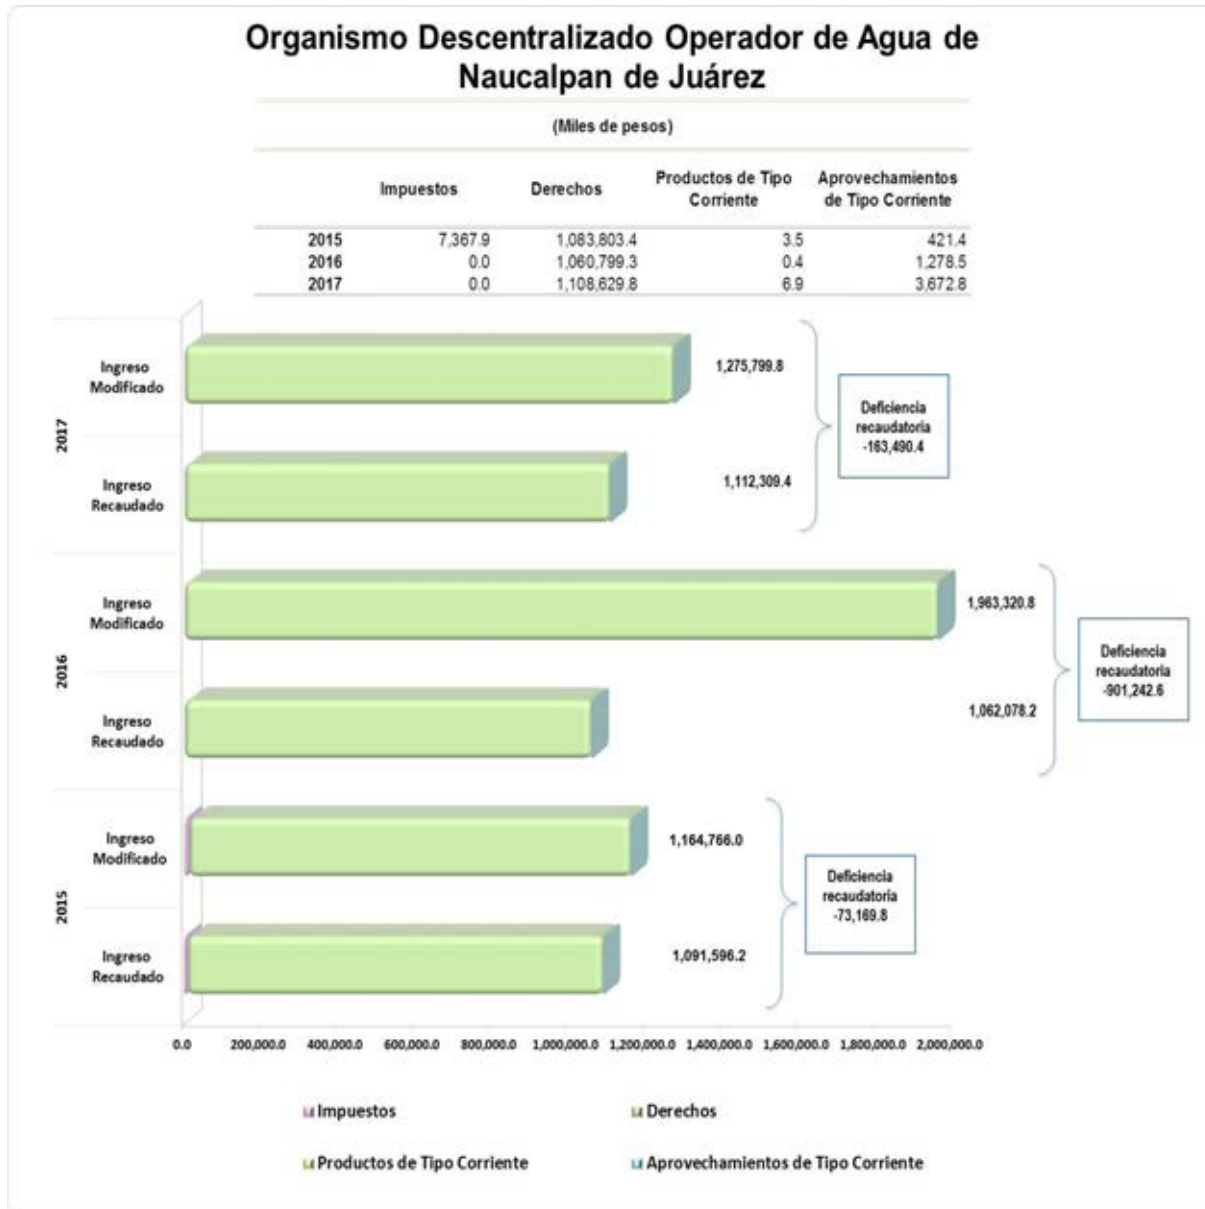 Organismo Descentralizado Operador de Agua de
Naucalpan de Juárez
(Miles de pesos)
Impuestos Derechos Productos de Tipo Corriente Aprovechamientos de Tipo Corriente
2015 7,367.9 1,083,803.4 3.5 421.4
2016 0.0 1,060,799.3 0.4 1,278.5
2017 0.0 1,108,629.8 6.9 3,672.8
2017
Ingreso
Modificado
1,275,799.8
Ingreso
Recaudado
1,112,309.4
Deficiencia
recaudatoria
-163,490.4
2016
Ingreso
Modificado
1,963,320.8
Ingreso
Recaudado
1,062,078.2
Deficiencia
recaudatoria
-901,242.6
2015
Ingreso
Modificado
1,164,766.0
Ingreso
Recaudado
1,091,596.2
Deficiencia
recaudatoria
-73,169.8
0.0 200,000.0 400,000.0 600,000.0 800,000.0 1,000,000.0 1,200,000.0 1,400,000.0 1,600,000.0 1,800,000.0 2,000,000.0
Impuestos Derechos
Productos de Tipo Corriente Aprovechamientos de Tipo Corriente